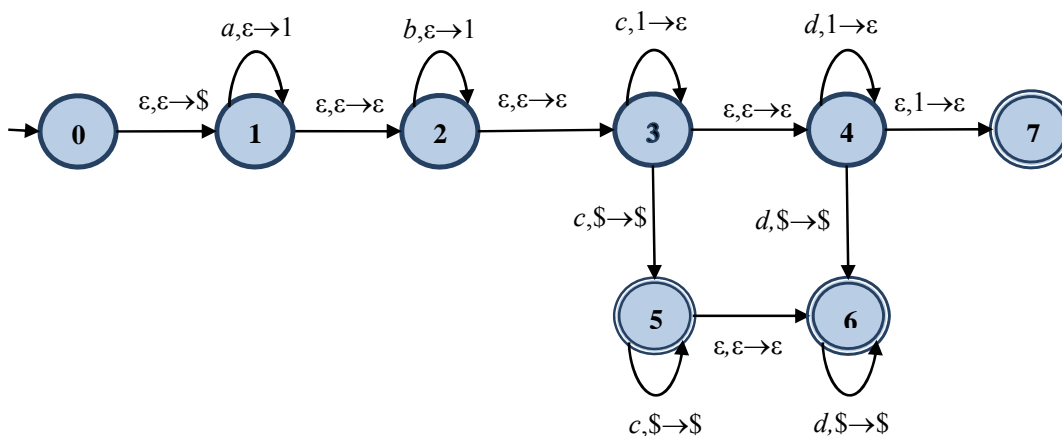 a,ε→1 b,ε→1 c,1→ε d,1→ε
ε,ε→$ ε,ε→ε ε,ε→ε ε,ε→ε ε,1→ε
0 1 2 3 4 7
c,$→$ d,$→$
5 6
ε,ε→ε
c,$→$ d,$→$